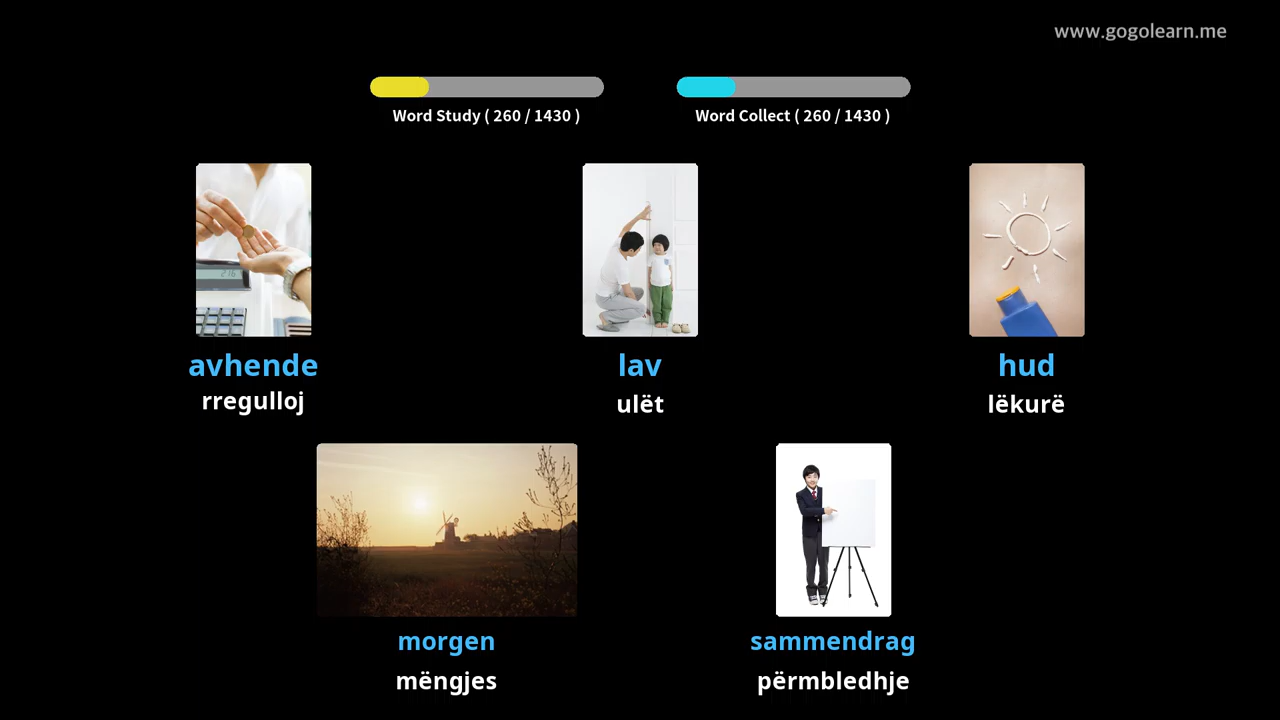 www.gogolearn.me
Word Study ( 260 / 1430 )
Word Collect ( 260 / 1430 )
avhende
rregulloj
lav
ulët
hud
lëkurë
morgen
mëngjes
sammendrag
përmbledhje